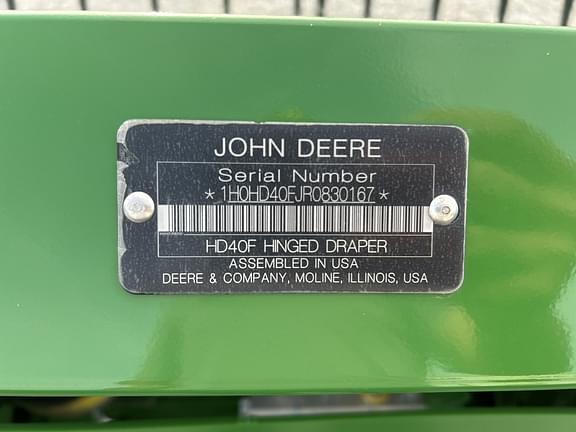 JOHN DEERE
Serial Number
*1H0HD40FJR0830167*
HD40F HINGED DRAPER
ASSEMBLED IN USA
DEERE & COMPANY, MOLINE, ILLINOIS, USA